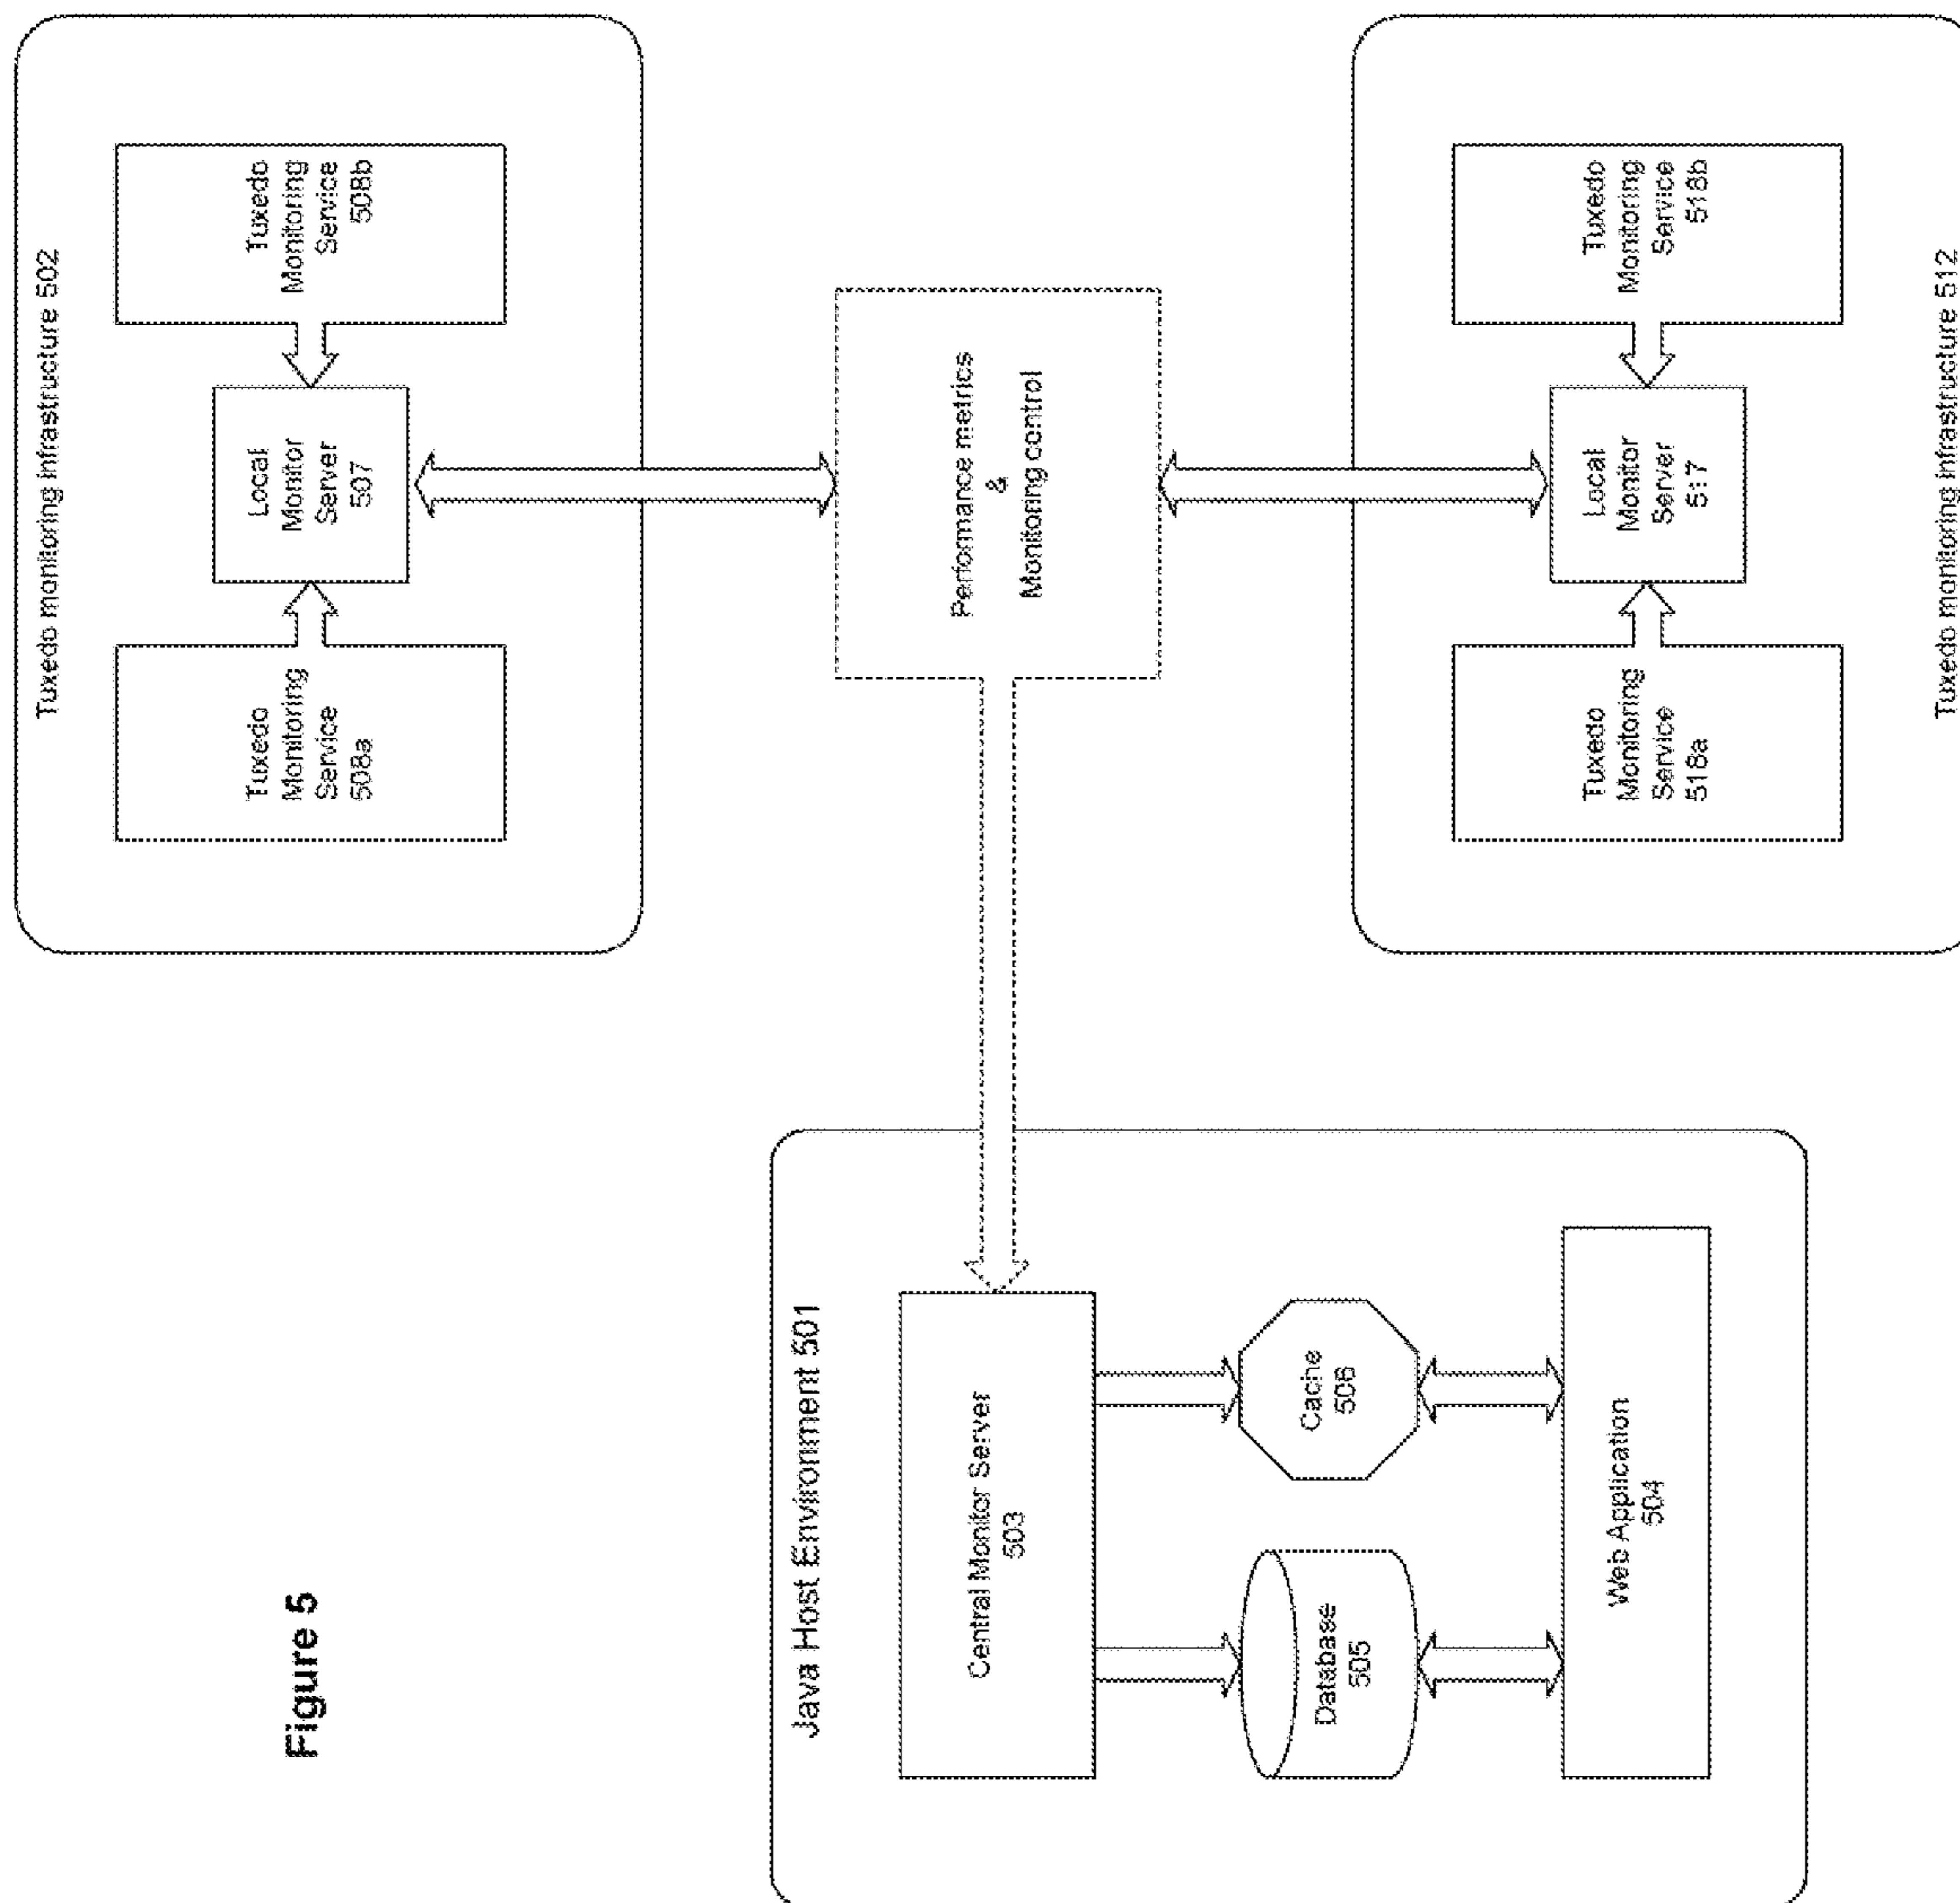 Figure 5
Java Host Environment 501
Central Monitor Server
503
Database
505
Cache
506
Web Application
504
Tuxedo monitoring infrastructure 502
Tuxedo
Monitoring
Service
508a
Local
Monitor
Server
507
Tuxedo
Monitoring
Service
508b
Performance metrics
&
Monitoring control
Tuxedo
Monitoring
Service
518a
Local
Monitor
Server
517
Tuxedo
Monitoring
Service
518b
Tuxedo monitoring infrastructure 512